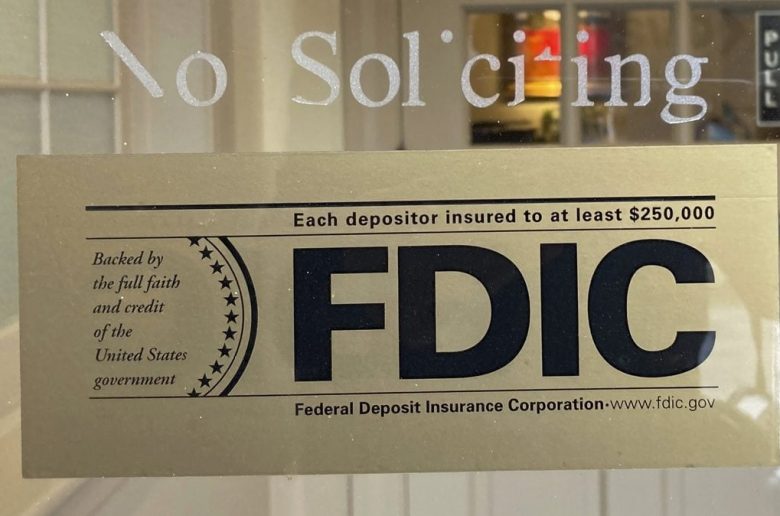 No Soliciting
PULL
Each depositor insured to at least $250,000
Backed by
the full faith
and credit
of the
United States
government
FDIC
Federal Deposit Insurance Corporation·www.fdic.gov